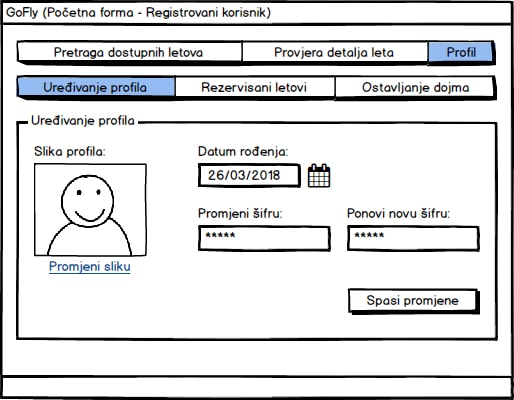 GoFly (Početna forma - Registrovani korisnik)
Pretraga dostupnih letova Provjera detalja leta Profil
Uređivanje profila Rezervisani letovi Ostavljanje dojma
Uređivanje profila
Slika profila: Datum rođenja:
26/03/2018
Promjeni šifru: Ponovi novu šifru:
***** *****
Promjeni sliku
Spasi promjene